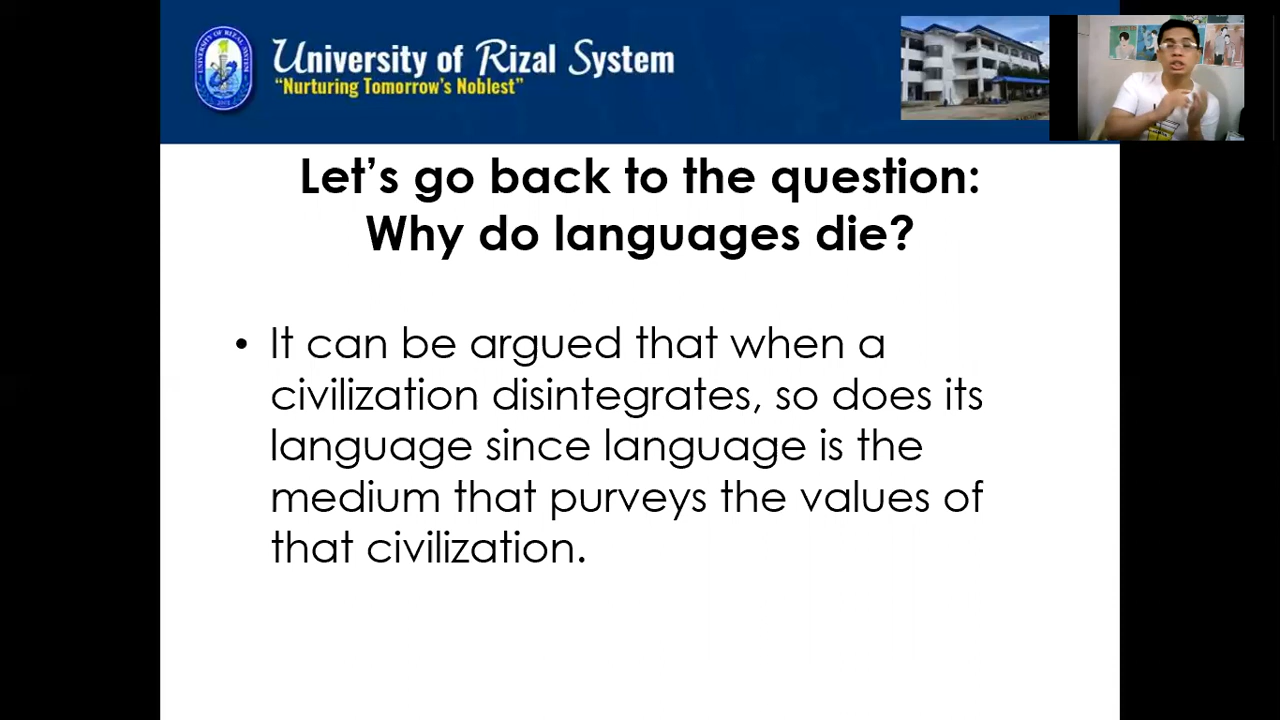 University of Rizal System
"Nurturing Tomorrow's Noblest"
Let's go back to the question:
Why do languages die?
• It can be argued that when a
civilization disintegrates, so does its
language since language is the
medium that purveys the values of
that civilization.